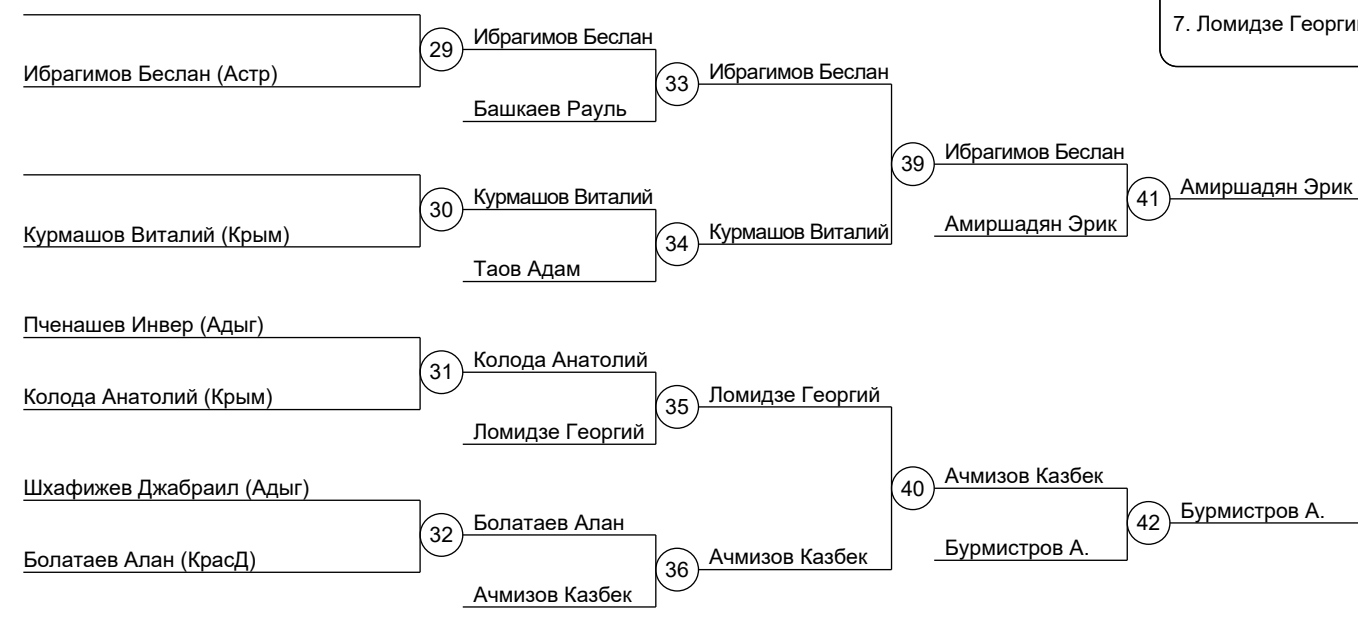 7. Ломидзе Георги
29
Ибрагимов Беслан
Ибрагимов Беслан (Астр)
33
Ибрагимов Беслан
Башкаев Рауль
39
Ибрагимов Беслан
30
Курмашов Виталий
41
Амиршадян Эрик
Курмашов Виталий (Крым)
34
Курмашов Виталий
Амиршадян Эрик
Таов Адам
Пченашев Инвер (Адыг)
31
Колода Анатолий
Колода Анатолий (Крым)
35
Ломидзе Георгий
Ломидзе Георгий
Шхафижев Джабраил (Адыг)
40
Ачмизов Казбек
32
Болатаев Алан
42
Бурмистров А.
Болатаев Алан (КрасД)
36
Ачмизов Казбек
Бурмистров А.
Ачмизов Казбек